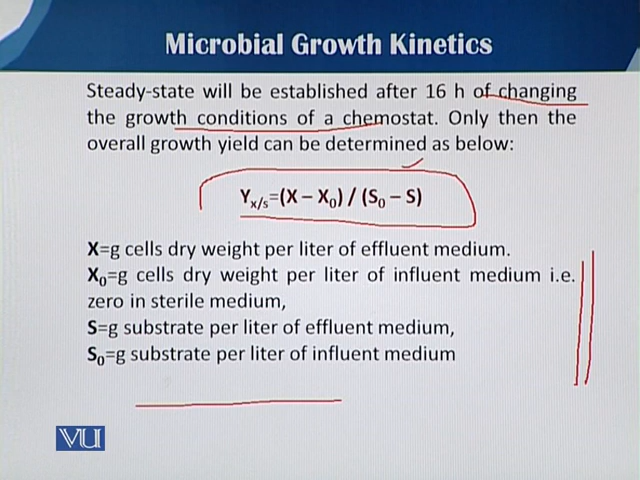 Microbial Growth Kinetics
Steady-state will be established after 16 h of changing
the growth conditions of a chemostat. Only then the
overall growth yield can be determined as below:
Yx/s=(X – X0) / (S0 – S)
X=g cells dry weight per liter of effluent medium.
X0=g cells dry weight per liter of influent medium i.e.
zero in sterile medium,
S=g substrate per liter of effluent medium,
S0=g substrate per liter of influent medium
VU